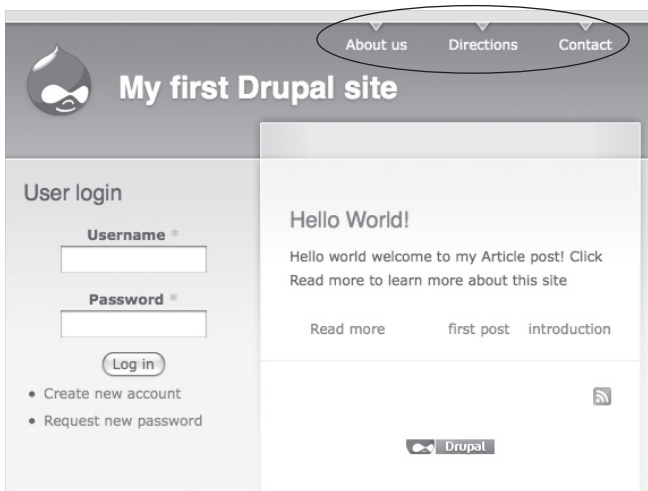 About us Directions Contact
My first Drupal site
User login
Username *
Password *
Log in
Create new account
Request new password
Hello World!
Hello world welcome to my Article post! Click
Read more to learn more about this site
Read more first post introduction
Drupal